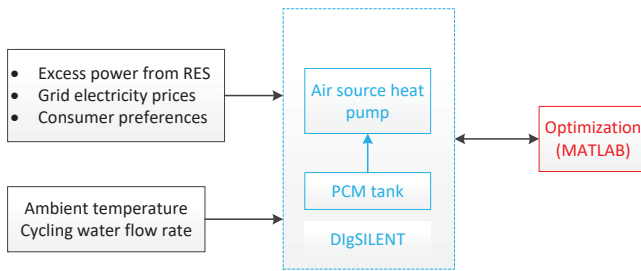 • Excess power from RES
• Grid electricity prices
• Consumer preferences
Ambient temperature
Cycling water flow rate
Air source heat
pump
PCM tank
DIgSILENT
Optimization
(MATLAB)